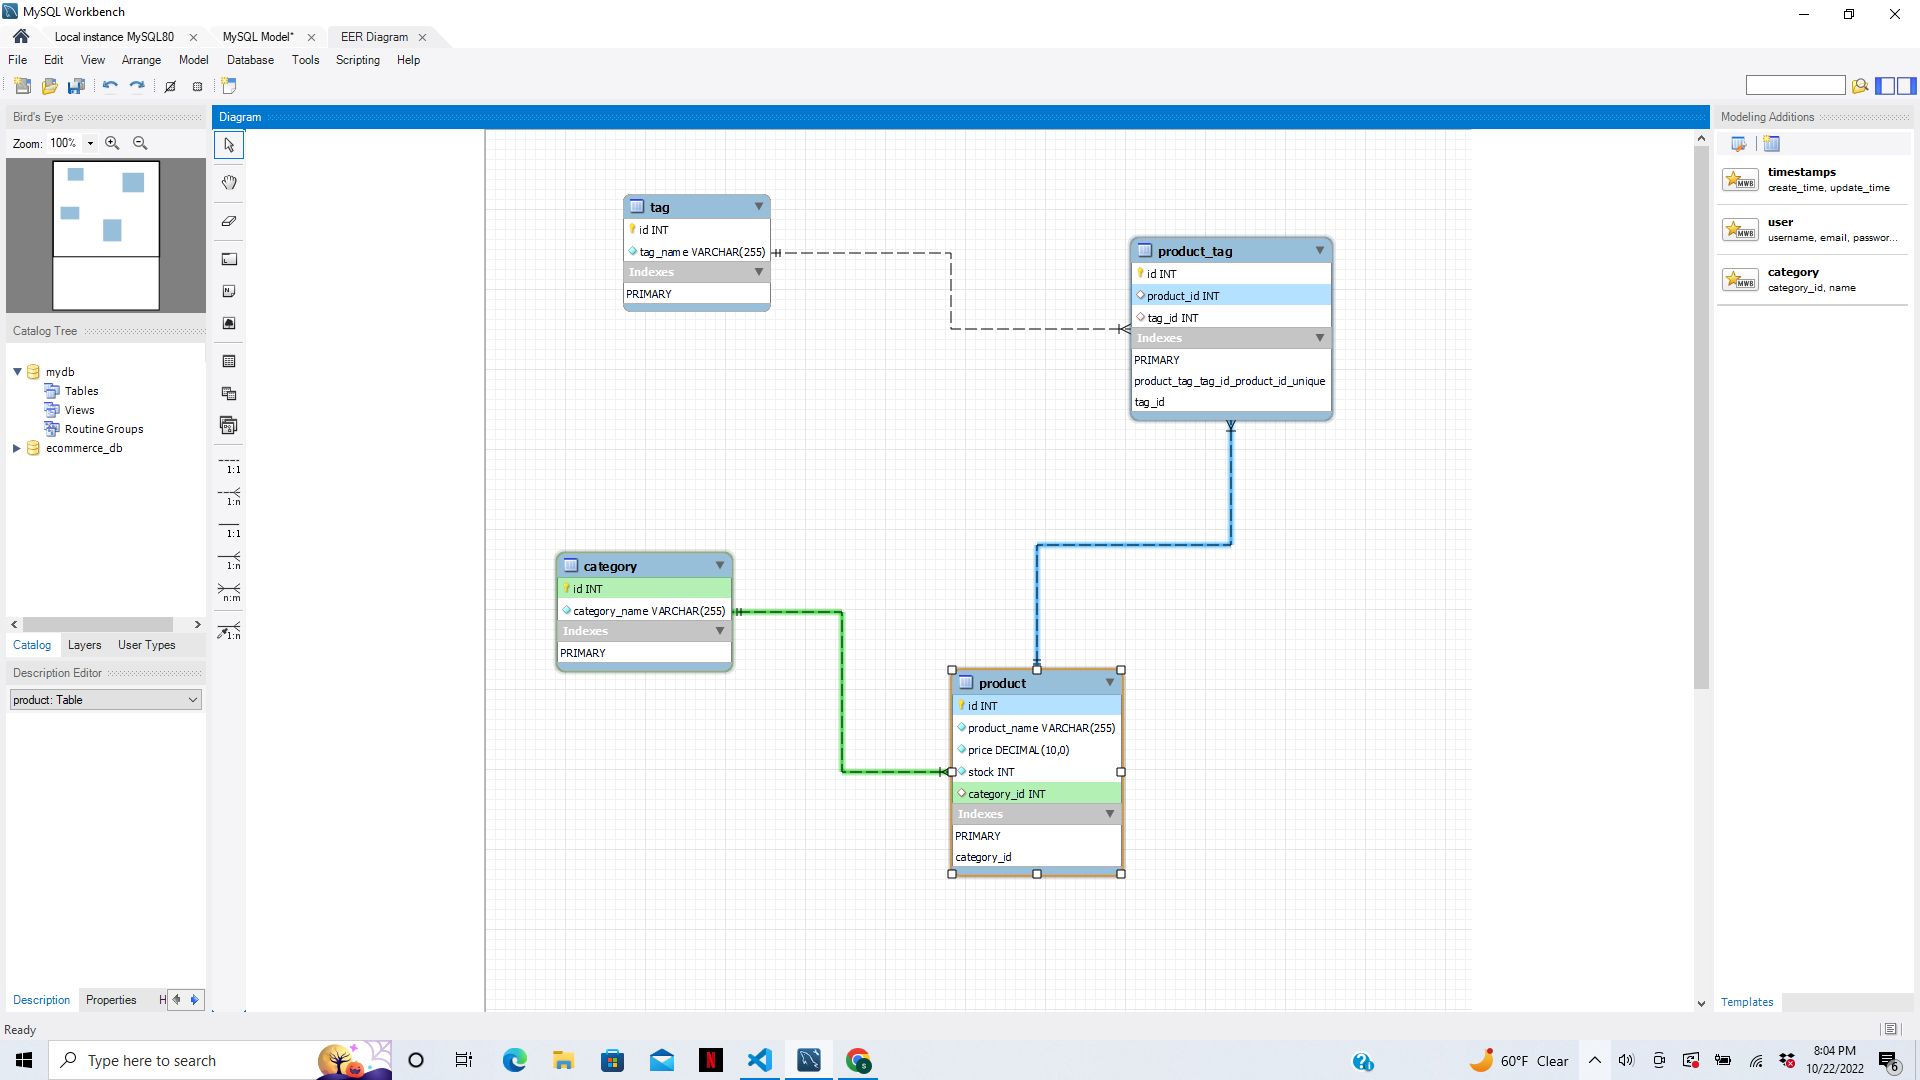 MySQL Workbench
Local instance MySQL80
MySQL Model*
EER Diagram
File Edit View Arrange Model Database Tools Scripting Help
Bird's Eye
Zoom: 100%
Catalog Tree
mydb
Tables
Views
Routine Groups
ecommerce_db
Catalog Layers User Types
Description Editor
product: Table
Description Properties H
Ready
Diagram
1:1
1:n
1:1
1:n
n:m
1:n
tag
id INT
tag_name VARCHAR(255)
Indexes
PRIMARY
product_tag
id INT
product_id INT
tag_id INT
Indexes
PRIMARY
product_tag_tag_id_product_id_unique
tag_id
category
id INT
category_name VARCHAR(255)
Indexes
PRIMARY
product
id INT
product_name VARCHAR(255)
price DECIMAL(10,0)
stock INT
category_id INT
Indexes
PRIMARY
category_id
Modeling Additions
timestamps
create_time, update_time
user
username, email, passwor...
category
category_id, name
Templates
Type here to search
60°F Clear
8:04 PM
10/22/2022
6